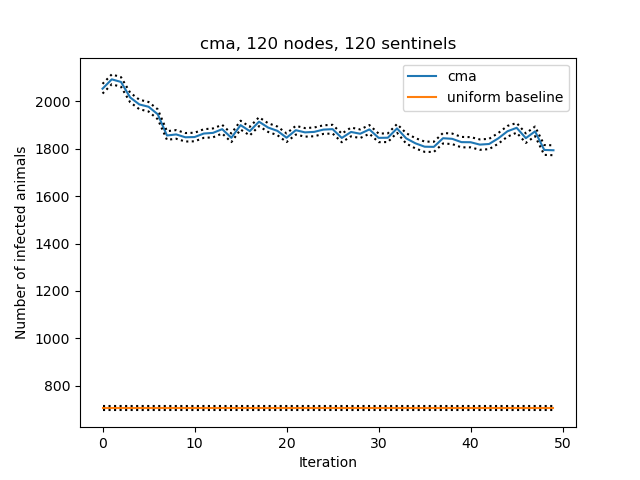 cma, 120 nodes, 120 sentinels
cma
uniform baseline
Number of infected animals
2000
1800
1600
1400
1200
1000
800
0 10 20 30 40 50
Iteration